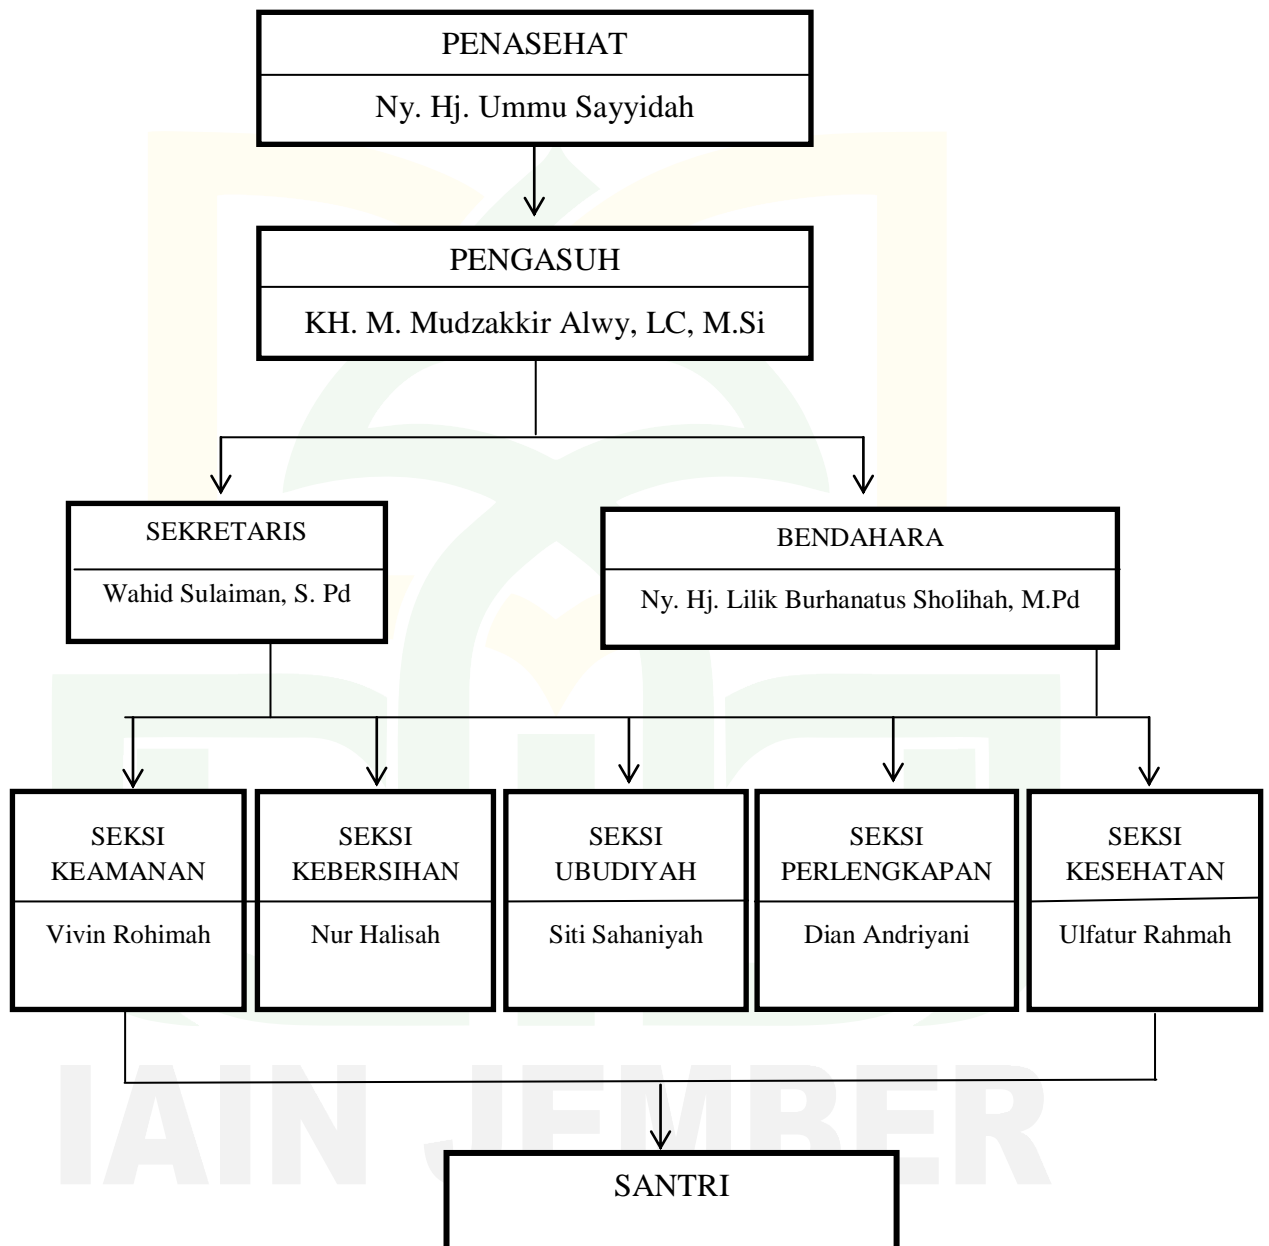 PENASEHAT
Ny. Hj. Ummu Sayyidah
PENGASUH
KH. M. Mudzakkir Alwy, LC, M.Si
SEKRETARIS
Wahid Sulaiman, S. Pd
BENDAHARA
Ny. Hj. Lilik Burhanatus Sholihah, M.Pd
SEKSI
KEAMANAN
Vivin Rohimah
SEKSI
KEBERSIHAN
Nur Halisah
SEKSI
UBUDIYAH
Siti Sahaniyah
SEKSI
PERLENGKAPAN
Dian Andriyani
SEKSI
KESEHATAN
Ulfatur Rahmah
IAIN JEMBER
SANTRI